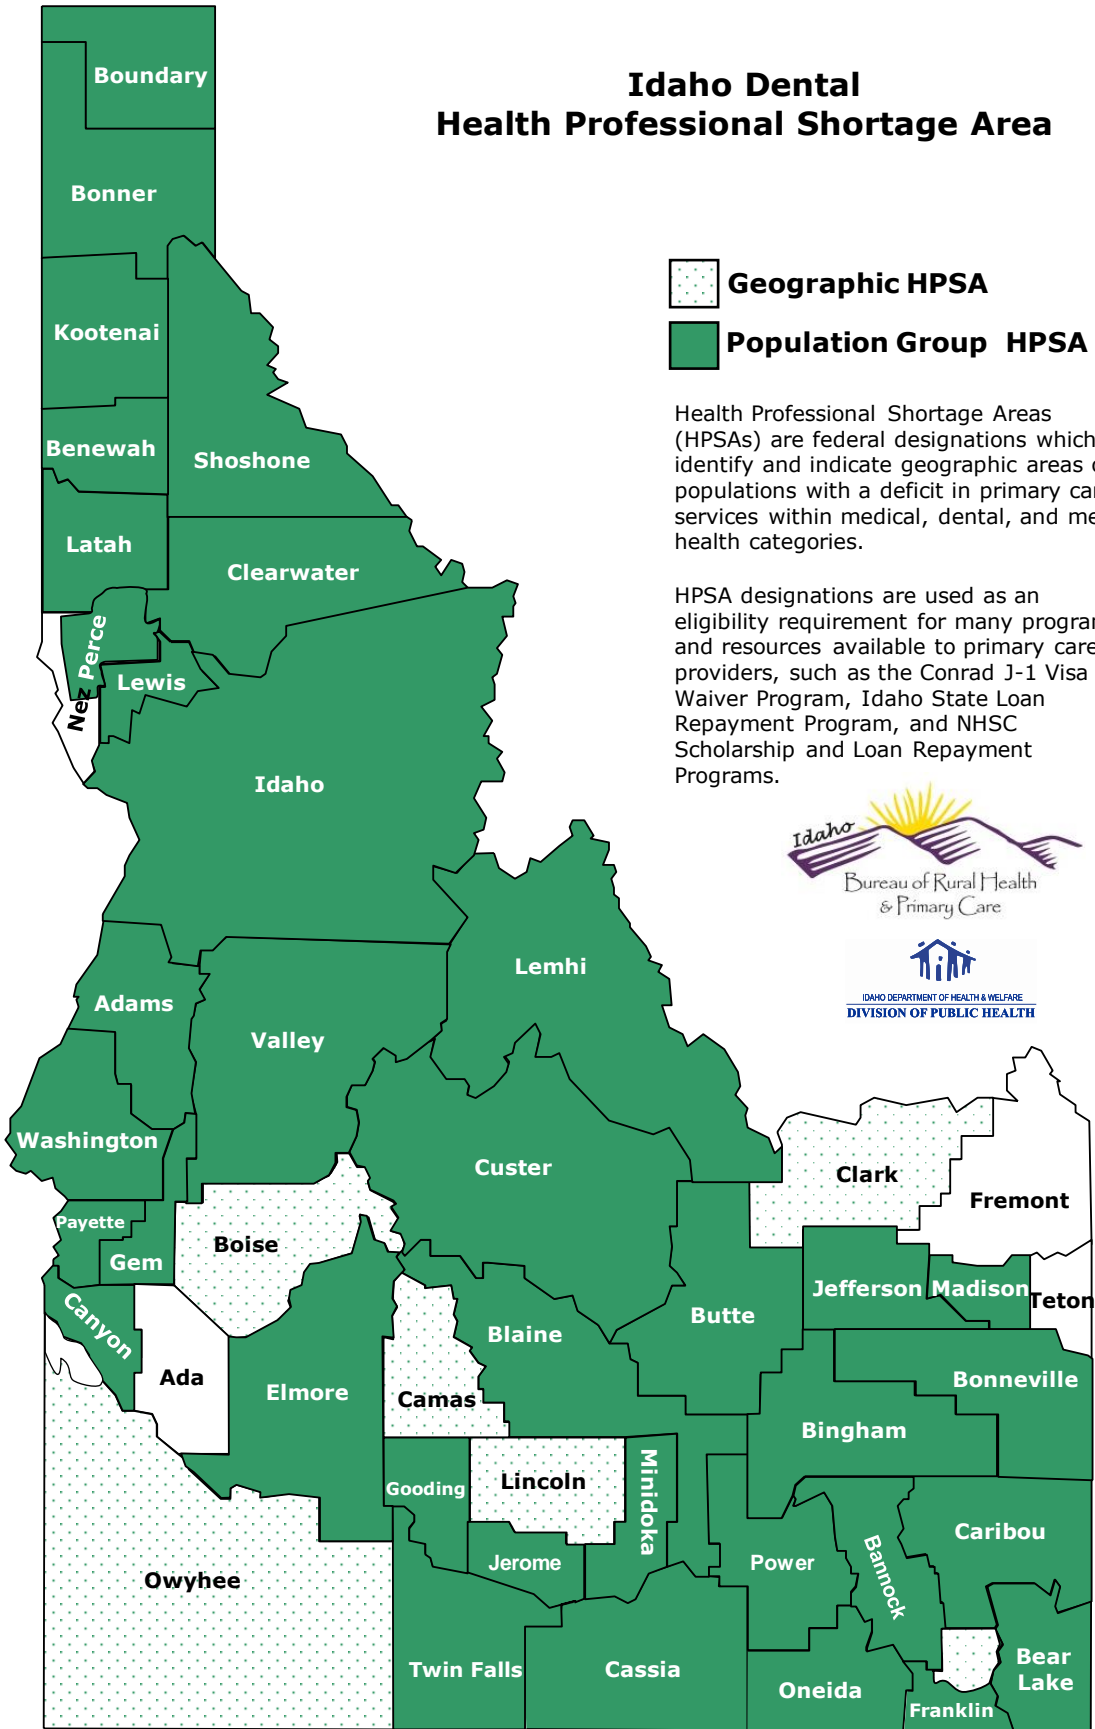 Idaho Dental
Health Professional Shortage Area
Geographic HPSA
Population Group HPSA
Health Professional Shortage Areas
(HPSAs) are federal designations which
identify and indicate geographic areas
populations with a deficit in primary
services within medical, dental, and
health categories.
HPSA designations are used as an
eligibility requirement for many
and resources available to primary care
providers, such as the Conrad J-1 Visa
Waiver Program, Idaho State Loan
Repayment Program, and NHSC
Scholarship and Loan Repayment
Programs.
Idaho
Bureau of Rural Health
& Primary Care
IDAHO DEPARTMENT OF HEALTH & WELFARE
DIVISION OF PUBLIC HEALTH
Boundary
Bonner
Kootenai
Benewah
Shoshone
Latah
Clearwater
Nez Perce
Lewis
Idaho
Lemhi
Adams
Valley
Washington
Custer
Clark
Fremont
Payette
Boise
Gem
Jefferson
Madison
Teton
Canyon
Butte
Blaine
Ada
Elmore
Camas
Bonneville
Bingham
Gooding
Lincoln
Minidoka
Caribou
Jerome
Power
Bannock
Owyhee
Twin Falls
Cassia
Oneida
Bear
Lake
Franklin